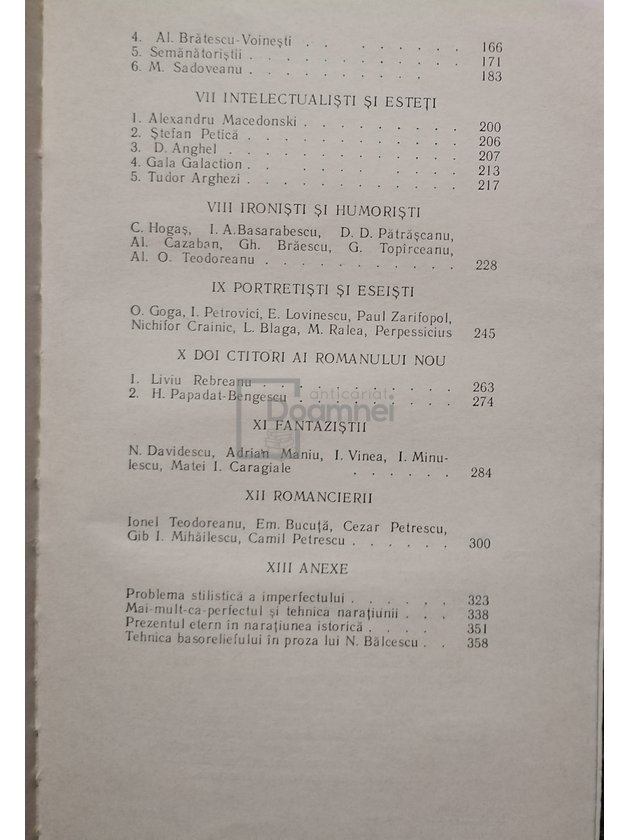 4. Al. Brătescu-Voinești . . . . . . . . 166
5. Semănătoriștii . . . . . . . . . . 171
6. M. Sadoveanu . . . . . . . . . . 183
VII INTELECTUALIȘTI ȘI ESTEȚI
1. Alexandru Macedonski . . . . . . . . 200
2. Ștefan Petică . . . . . . . . . . 206
3. D. Anghel . . . . . . . . . . . 207
4. Gala Galaction . . . . . . . . . . 213
5. Tudor Arghezi . . . . . . . . . . 217
VIII IRONIȘTI ȘI HUMORIȘTI
C. Hogaș, I. A. Basarabescu, D. D. Pătrășcanu,
Al. Cazaban, Gh. Brăescu, G. Topîrceanu,
Al. O. Teodoreanu . . . . . . . . . . 228
IX PORTRETIȘTI ȘI ESEIȘTI
O. Goga, I. Petrovici, E. Lovinescu, Paul Zarifopol,
Nichifor Crainic, L. Blaga, M. Ralea, Perpessicius 245
X DOI CTITORI AI ROMANULUI NOU
1. Liviu Rebreanu . . . . . . . . . . 263
2. H. Papadat-Bengescu . . . . . . . . . 274
anticariat
Doamnei
XI FANTAZIȘTII
N. Davidescu, Adrian Maniu, I. Vinea, I. Minu-
lescu, Matei I. Caragiale . . . . . . 284
XII ROMANCIERII
Ionel Teodoreanu, Em. Bucuță, Cezar Petrescu,
Gib I. Mihăilescu, Camil Petrescu . . . . . . 300
XIII ANEXE
Problema stilistică a imperfectului . . . . . . 323
Mai-mult-ca-perfectul și tehnica narațiunii . . . 338
Prezentul etern în narațiunea istorică . . . . 351
Tehnica basoreliefului în proza lui N. Bălcescu . . 358